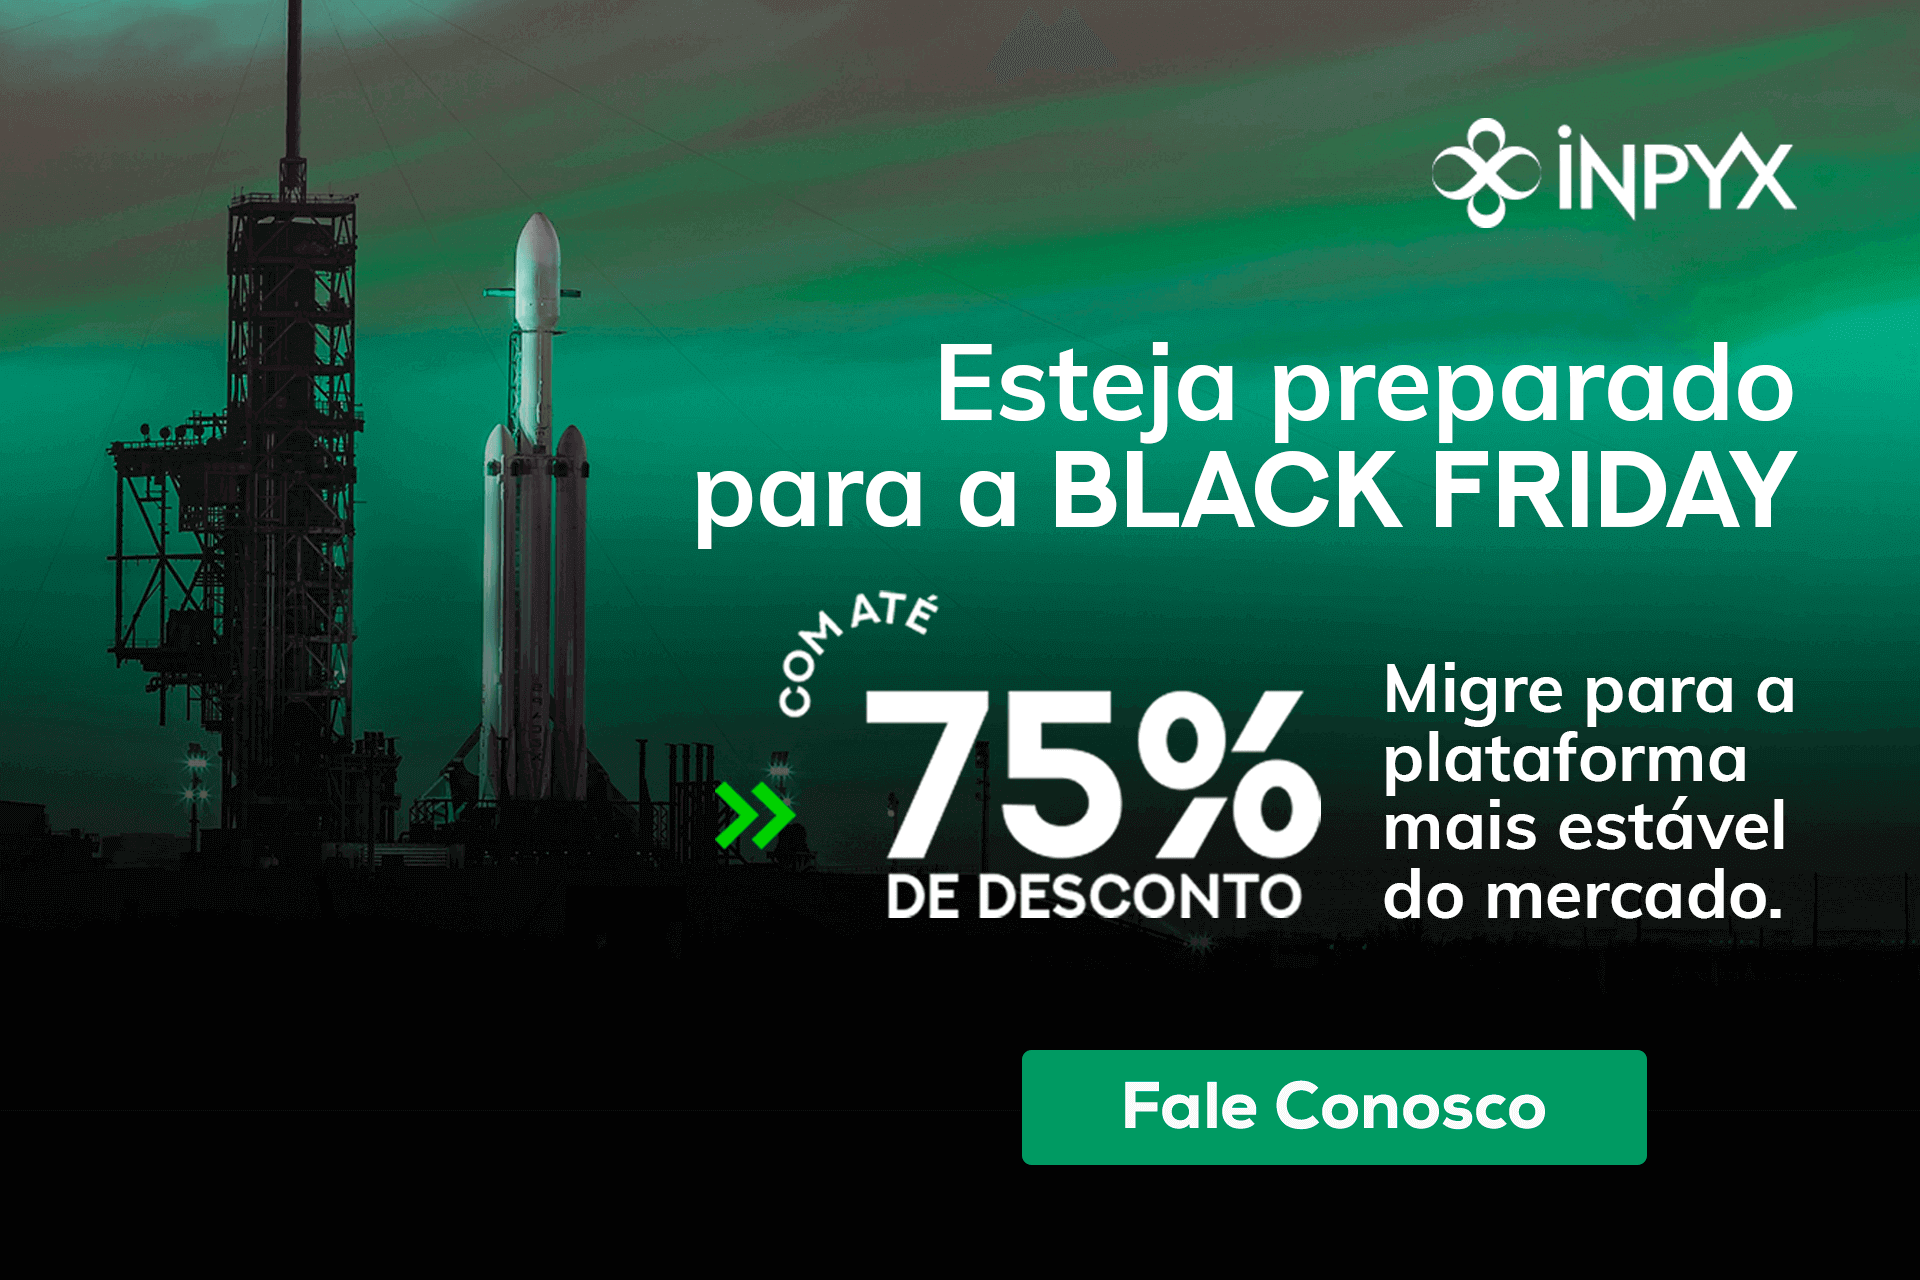 iNPYX
Esteja preparado
para a BLACK FRIDAY
COM ATÉ
75%
DE DESCONTO
Migre para a
plataforma
mais estável
do mercado.
Fale Conosco